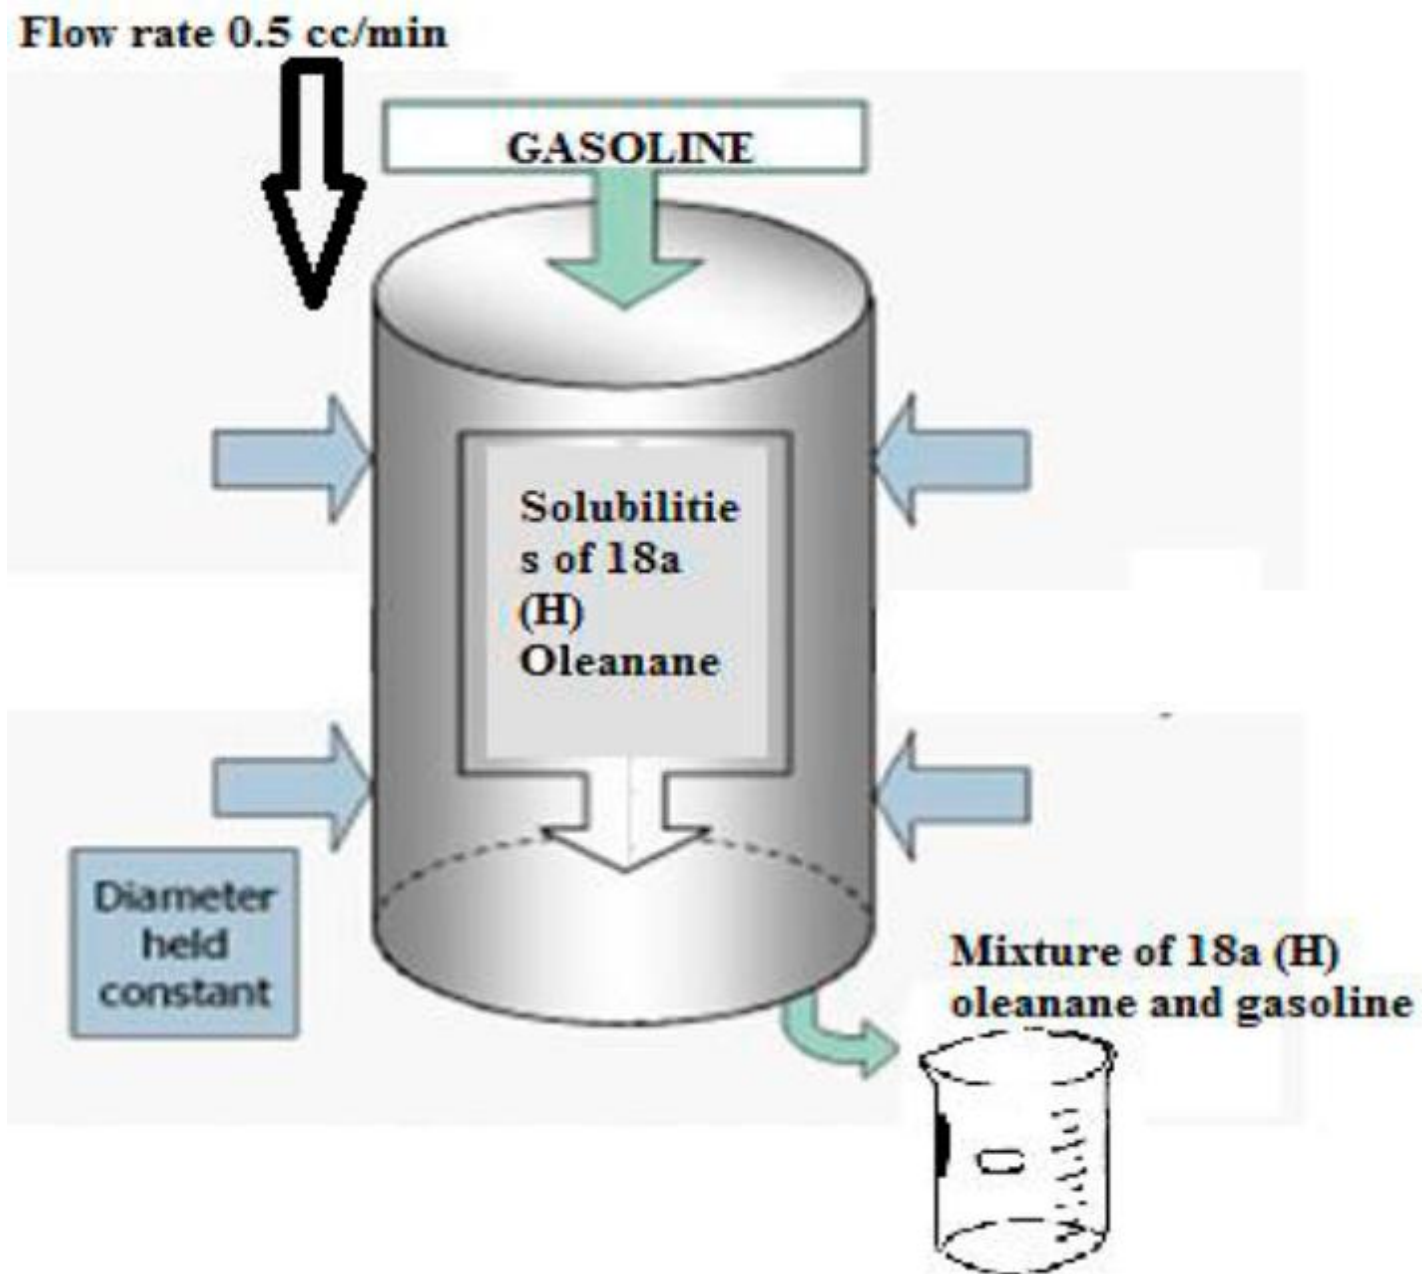 Flow rate 0.5 cc/min
GASOLINE
Solubilitie
s of 18a
(H)
Oleanane
Diameter
held
constant
Mixture of 18a (H)
oleanane and gasoline